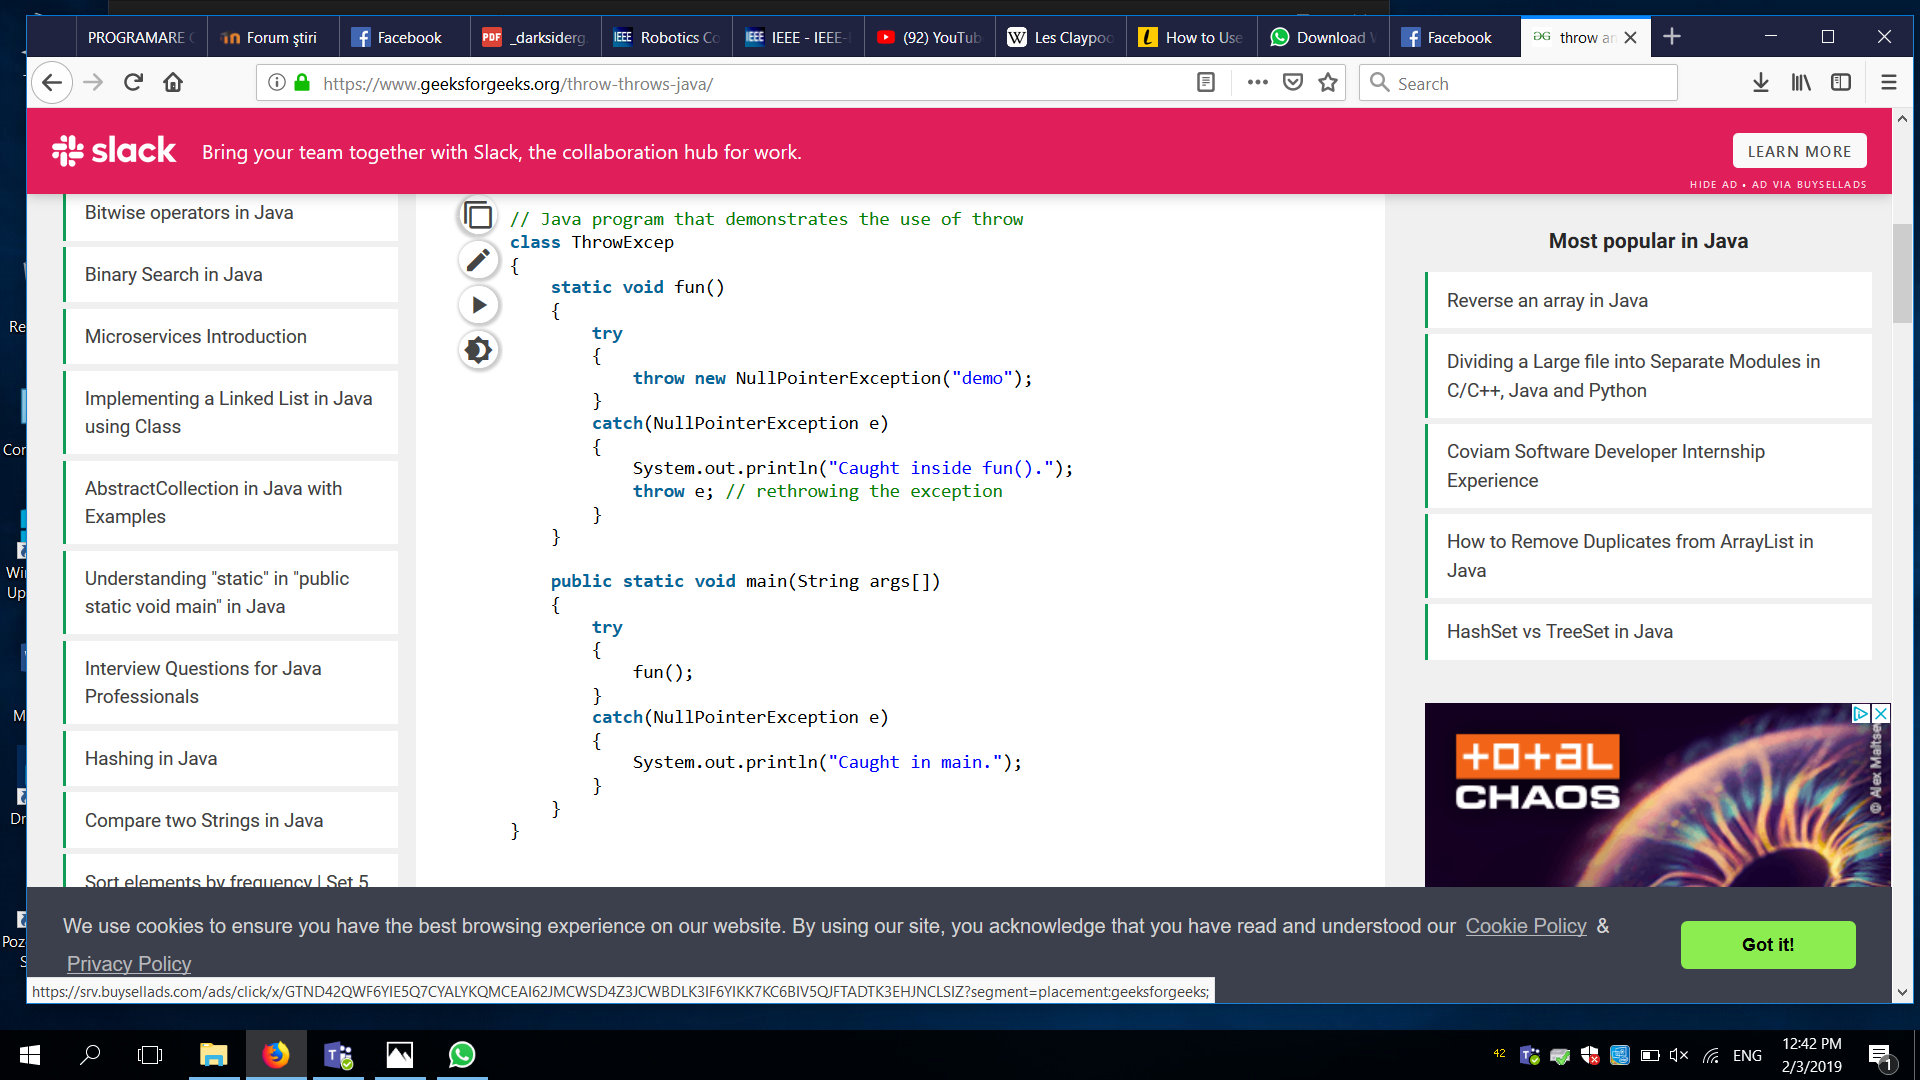 PROGRAMARE
Forum știri
Facebook
_darksiderg
Robotics Co
IEEE - IEEE-
(92) YouTub
Les Claypoo
How to Use
Download
Facebook
throw an
https://www.geeksforgeeks.org/throw-throws-java/
Search
slack
Bring your team together with Slack, the collaboration hub for work.
LEARN MORE
HIDE AD • AD VIA BUYSELLADS
Bitwise operators in Java
Binary Search in Java
Microservices Introduction
Implementing a Linked List in Java
using Class
AbstractCollection in Java with
Examples
Understanding "static" in "public
static void main" in Java
Interview Questions for Java
Professionals
Hashing in Java
Compare two Strings in Java
Sort elements by frequency | Set 5
// Java program that demonstrates the use of throw
class ThrowExcep
{
static void fun()
{
try
{
throw new NullPointerException("demo");
}
catch(NullPointerException e)
{
System.out.println("Caught inside fun().");
throw e; // rethrowing the exception
}
}
public static void main(String args[])
{
try
{
fun();
}
catch(NullPointerException e)
{
System.out.println("Caught in main.");
}
}
}
Most popular in Java
Reverse an array in Java
Dividing a Large file into Separate Modules in
C/C++, Java and Python
Coviam Software Developer Internship
Experience
How to Remove Duplicates from ArrayList in
Java
HashSet vs TreeSet in Java
total
CHAOS
© Alex Maltsev
We use cookies to ensure you have the best browsing experience on our website. By using our site, you acknowledge that you have read and understood our Cookie Policy &
Privacy Policy
Got it!
https://srv.buysellads.com/ads/click/x/GTND42QWF6YIE5Q7CYALYKQMCEAI62JMCWSD4Z3JCWBDLK3IF6YIKK7KC6BIV5QJFTADTK3EHJNCLSIZ?segment=placement:geeksforgeeks;
42
ENG
12:42 PM
2/3/2019
1